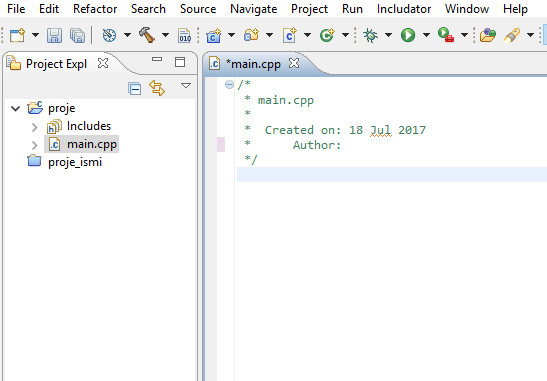 File Edit Refactor Search Source Navigate Project Run Includator Window Help
010
Project Expl
proje
Includes
main.cpp
proje_ismi
*main.cpp
/*
* main.cpp
*
* Created on: 18 Jul 2017
* Author:
*/